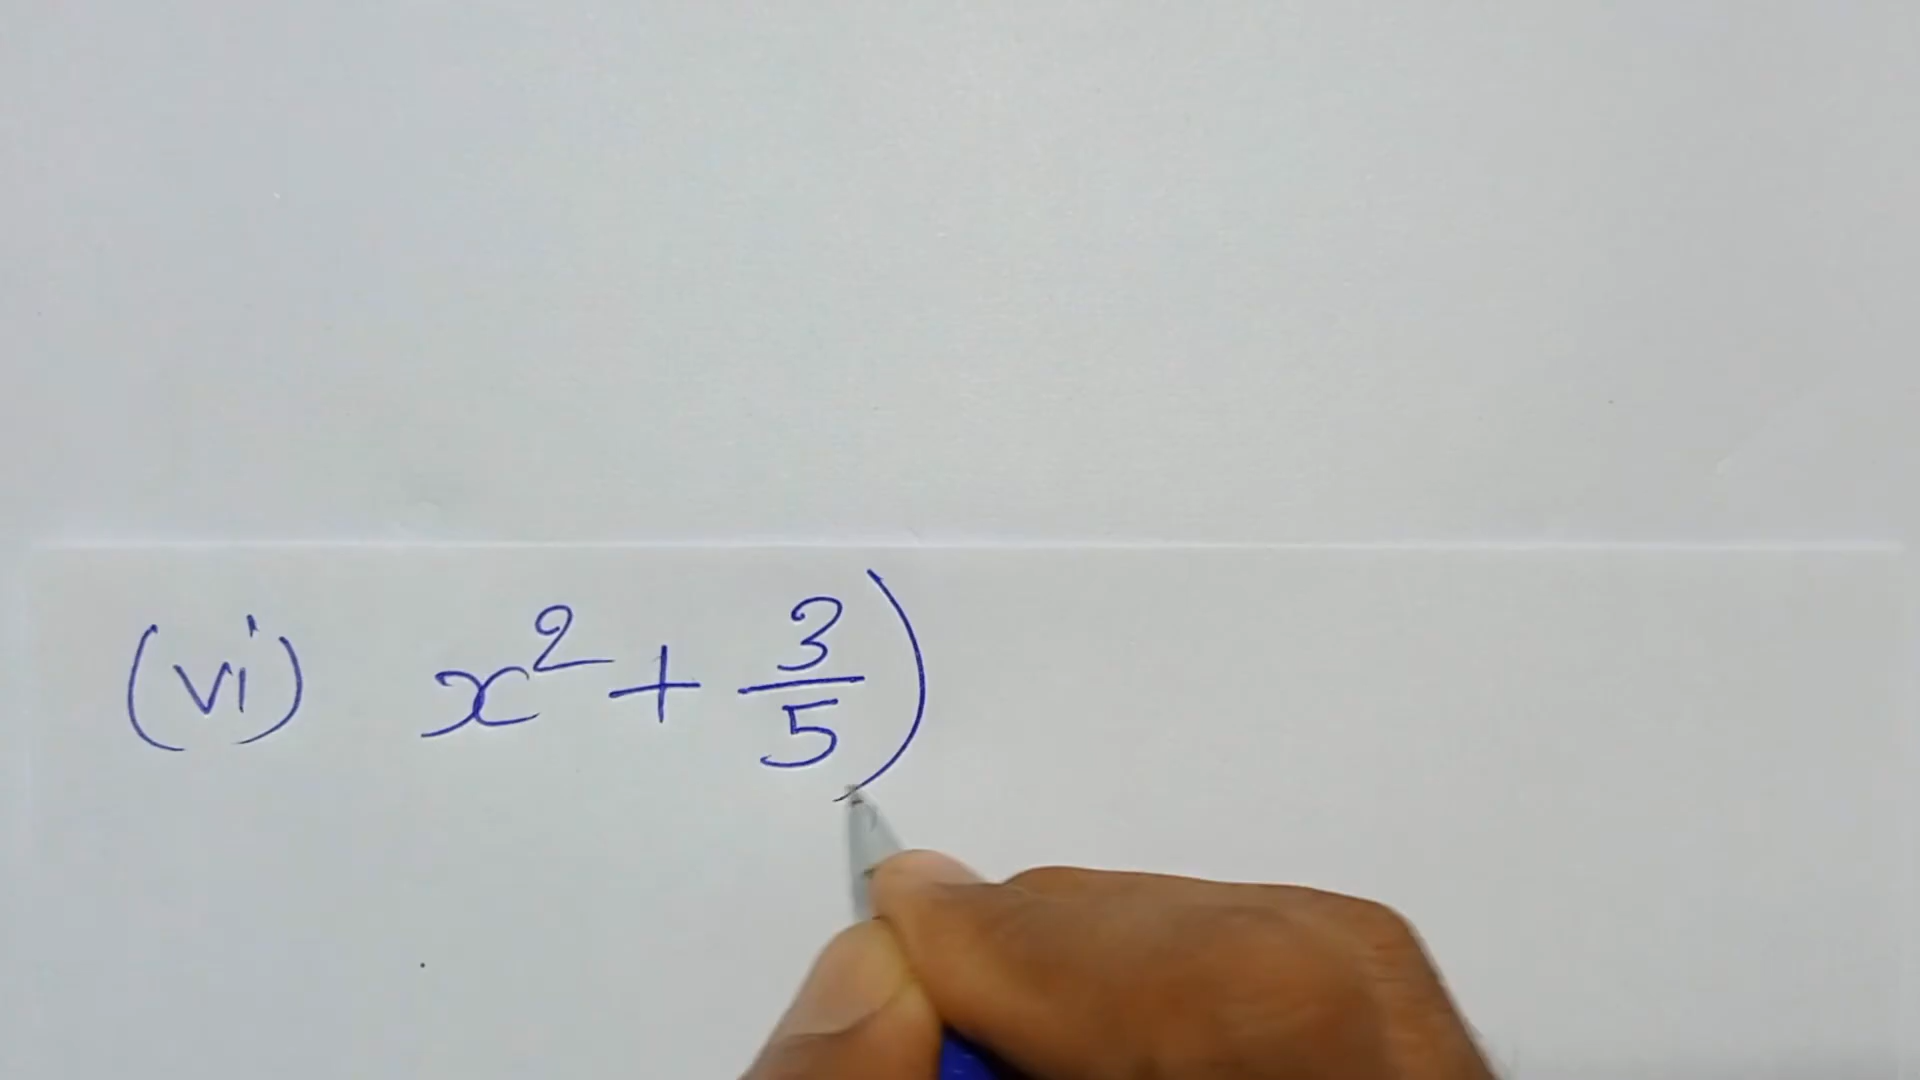 (vi) x² + 3/5)